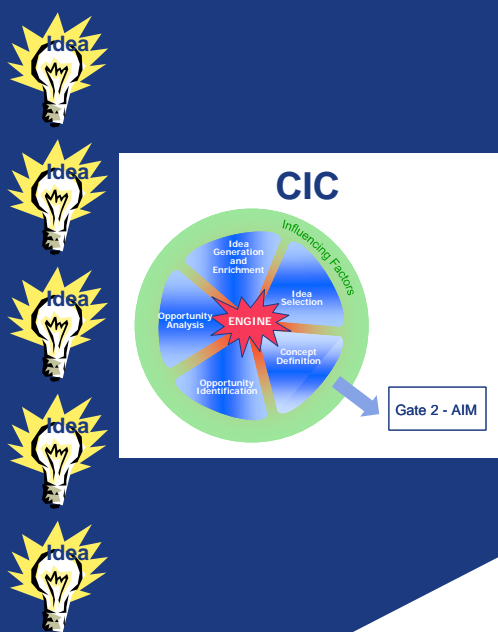 Idea
Idea
Idea
Idea
Idea
CIC
Influencing Factors
Idea
Generation
and
Enrichment
Idea
Selection
Opportunity
Analysis
ENGINE
Concept
Definition
Opportunity
Identification
Gate 2 - AIM